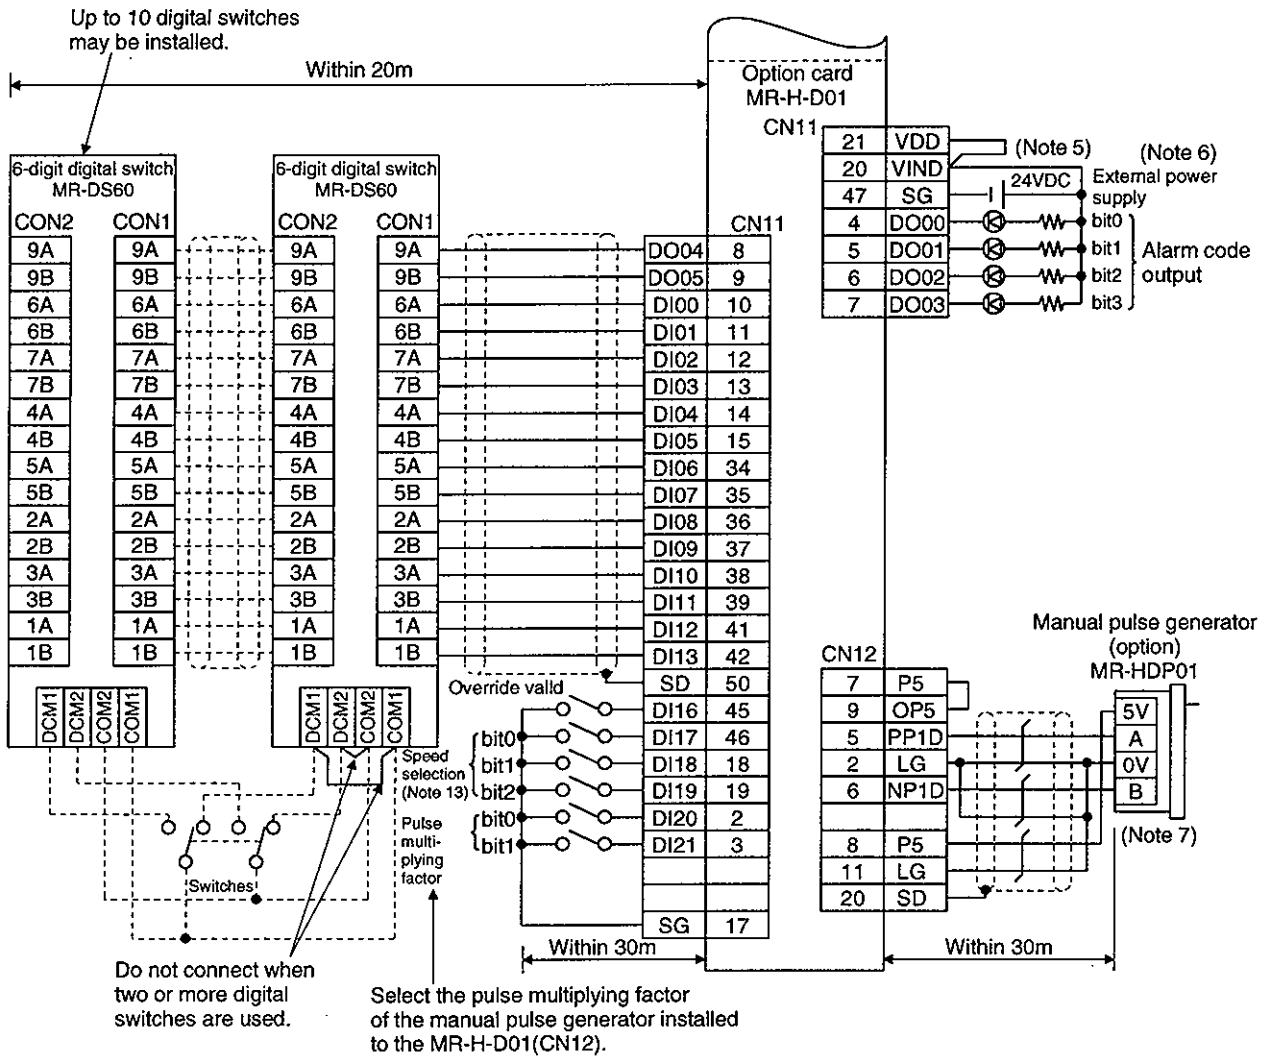 Up to 10 digital switches
may be installed.
Within 20m
Option card
MR-H-D01
CN11
21 VDD
20 VIND
47 SG
4 DO00
5 DO01
6 DO02
7 DO03
(Note 5)
(Note 6)
24VDC
External power
supply
bit0
bit1
bit2
bit3
Alarm code
output
6-digit digital switch
MR-DS60
CON2 CON1
9A 9A
9B 9B
6A 6A
6B 6B
7A 7A
7B 7B
4A 4A
4B 4B
5A 5A
5B 5B
2A 2A
2B 2B
3A 3A
3B 3B
1A 1A
1B 1B
DCM1
DCM2
COM2
COM1
6-digit digital switch
MR-DS60
CON2 CON1
9A 9A
9B 9B
6A 6A
6B 6B
7A 7A
7B 7B
4A 4A
4B 4B
5A 5A
5B 5B
2A 2A
2B 2B
3A 3A
3B 3B
1A 1A
1B 1B
DCM1
DCM2
COM2
COM1
CN11
DO04 8
DO05 9
DI00 10
DI01 11
DI02 12
DI03 13
DI04 14
DI05 15
DI06 34
DI07 35
DI08 36
DI09 37
DI10 38
DI11 39
DI12 41
DI13 42
SD 50
DI16 45
DI17 46
DI18 18
DI19 19
DI20 2
DI21 3
SG 17
Override valid
Speed
selection
(Note 13)
bit0
bit1
bit2
Pulse
multi-
plying
factor
bit0
bit1
Switches
Within 30m
Do not connect when
two or more digital
switches are used.
Select the pulse multiplying factor
of the manual pulse generator installed
to the MR-H-D01(CN12).
CN12
7 P5
9 OP5
5 PP1D
2 LG
6 NP1D
8 P5
11 LG
20 SD
Manual pulse generator
(option)
MR-HDP01
5V
A
0V
B
(Note 7)
Within 30m